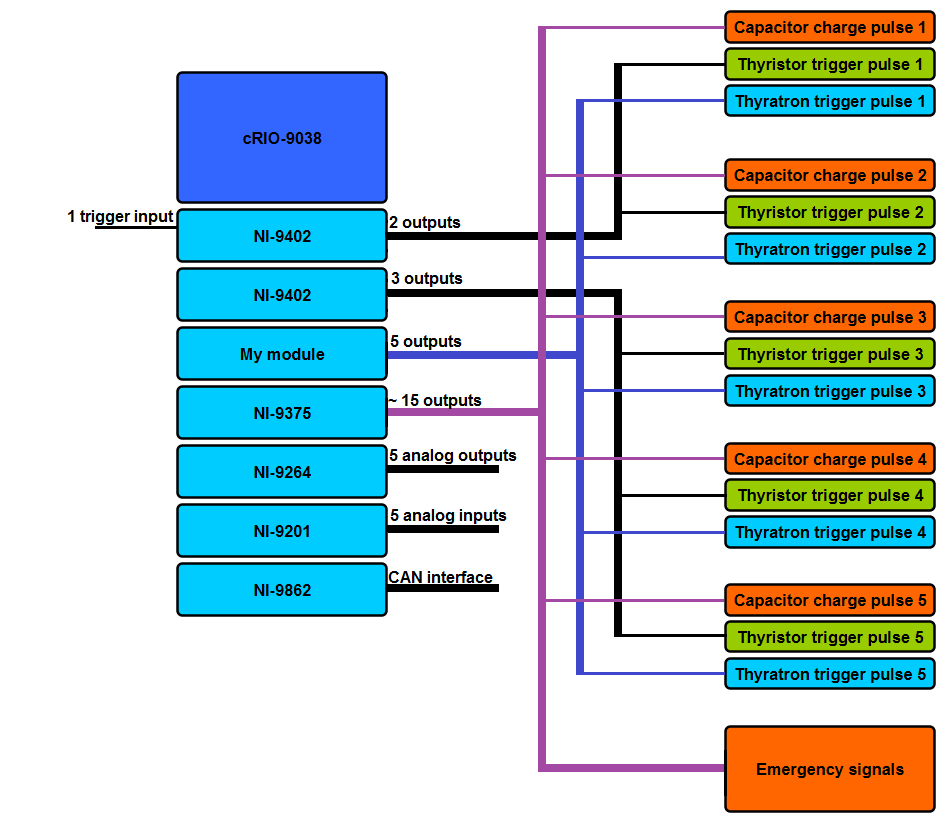 Capacitor charge pulse 1
Thyristor trigger pulse 1
Thyratron trigger pulse 1
cRIO-9038
Capacitor charge pulse 2
1 trigger input
NI-9402
2 outputs
Thyristor trigger pulse 2
Thyratron trigger pulse 2
NI-9402
3 outputs
Capacitor charge pulse 3
My module
5 outputs
Thyristor trigger pulse 3
Thyratron trigger pulse 3
NI-9375
~ 15 outputs
Capacitor charge pulse 4
NI-9264
5 analog outputs
Thyristor trigger pulse 4
NI-9201
5 analog inputs
Thyratron trigger pulse 4
NI-9862
CAN interface
Capacitor charge pulse 5
Thyristor trigger pulse 5
Thyratron trigger pulse 5
Emergency signals